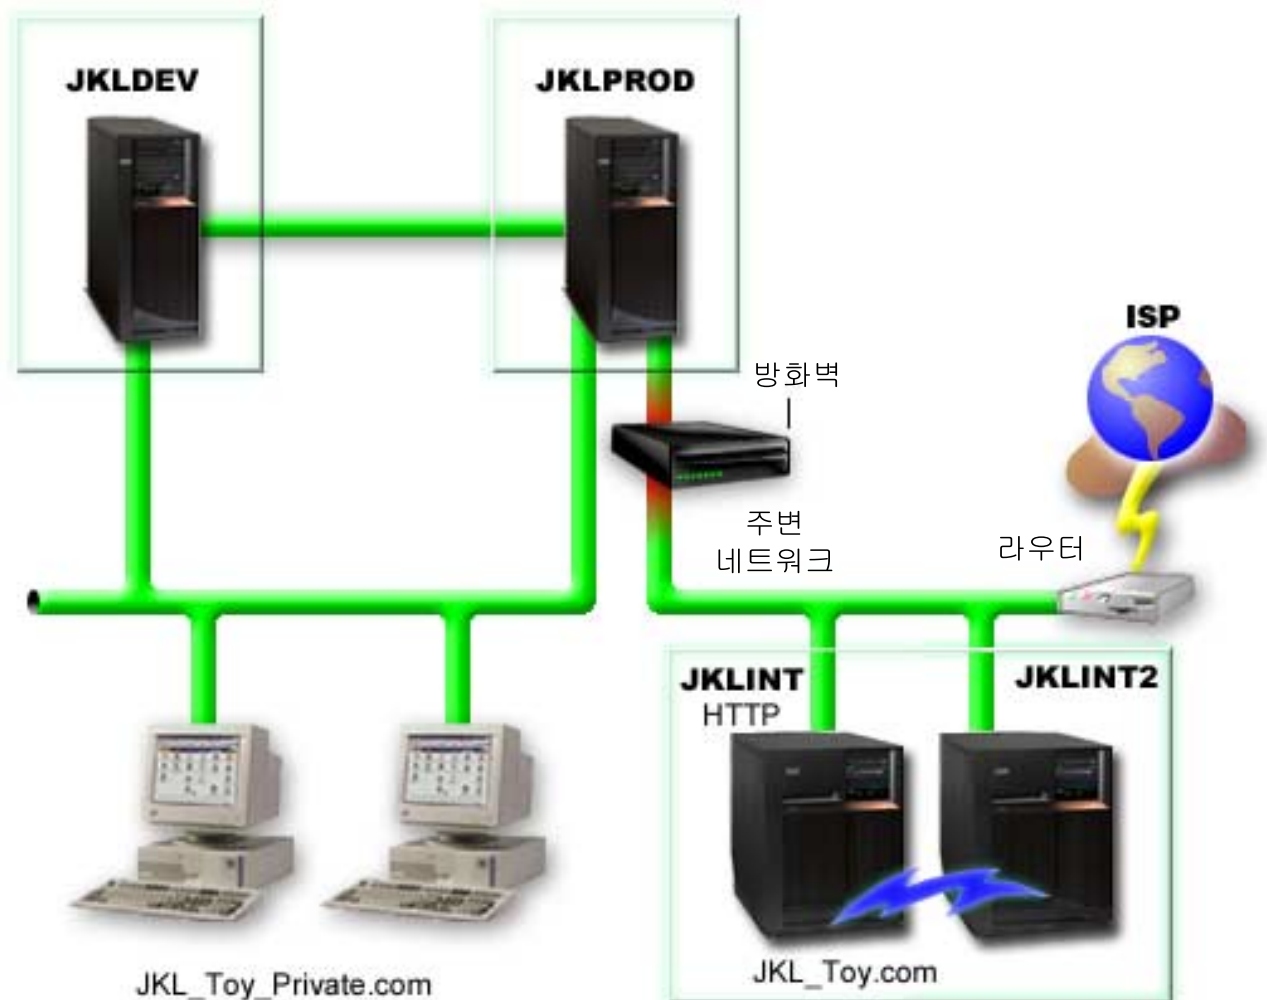 JKLDEV
JKLPROD
ISP
방화벽
주변
네트워크
라우터
JKLINT
HTTP
JKLINT2
JKL_Toy_Private.com
JKL_Toy.com